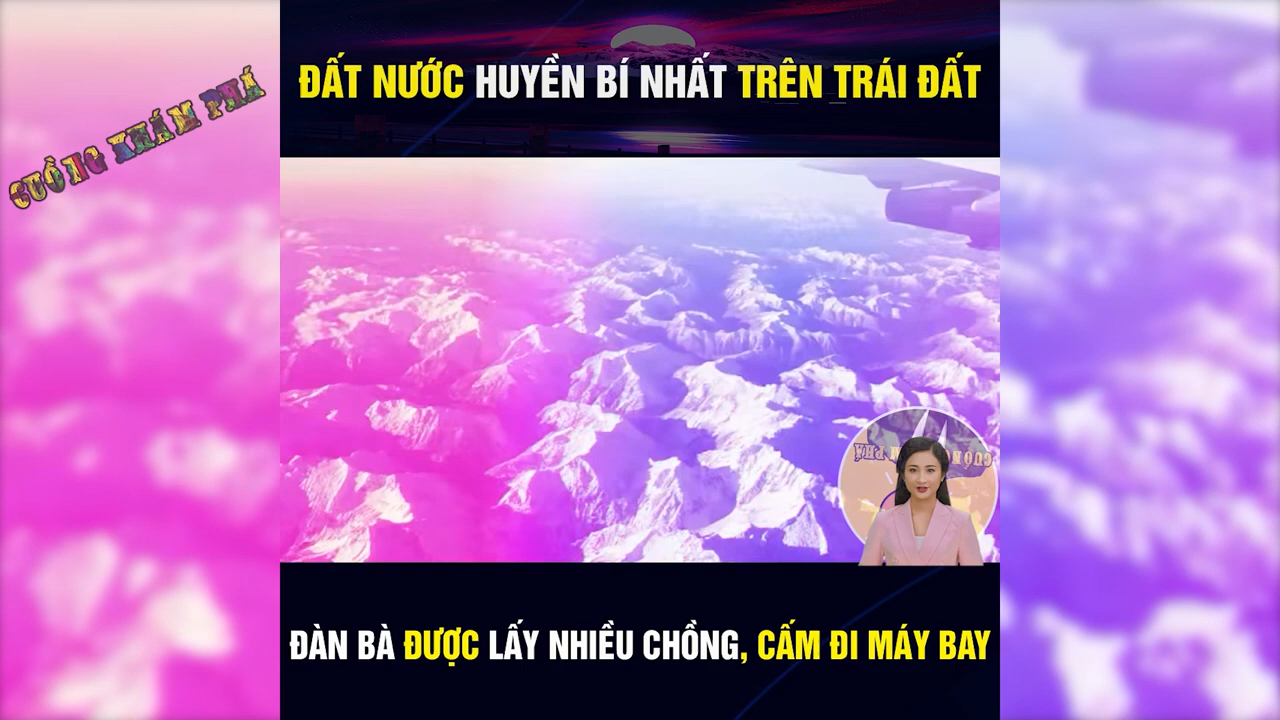 ĐẤT NƯỚC HUYỀN BÍ NHẤT TRÊN TRÁI ĐẤT
CUỒNG KHÁM PHÁ
ĐÀN BÀ ĐƯỢC LẤY NHIỀU CHỒNG, CẤM ĐI MÁY BAY